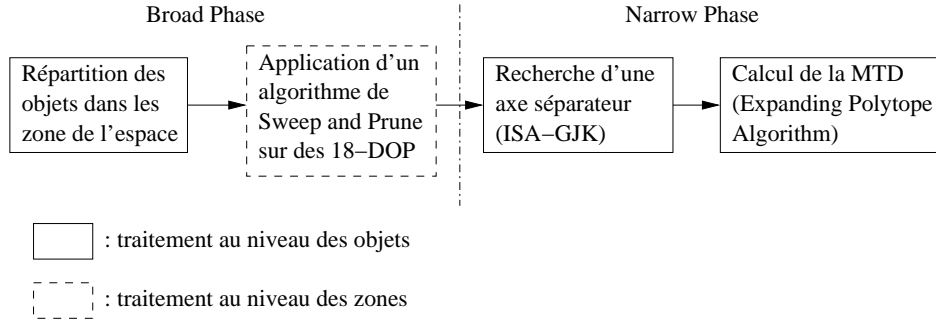 Broad Phase
Narrow Phase
Répartition des
objets dans les
zone de l’espace
Application d’un
algorithme de
Sweep and Prune
sur des 18–DOP
Recherche d’une
axe séparateur
(ISA–GJK)
Calcul de la MTD
(Expanding Polytope
Algorithm)
: traitement au niveau des objets
: traitement au niveau des zones